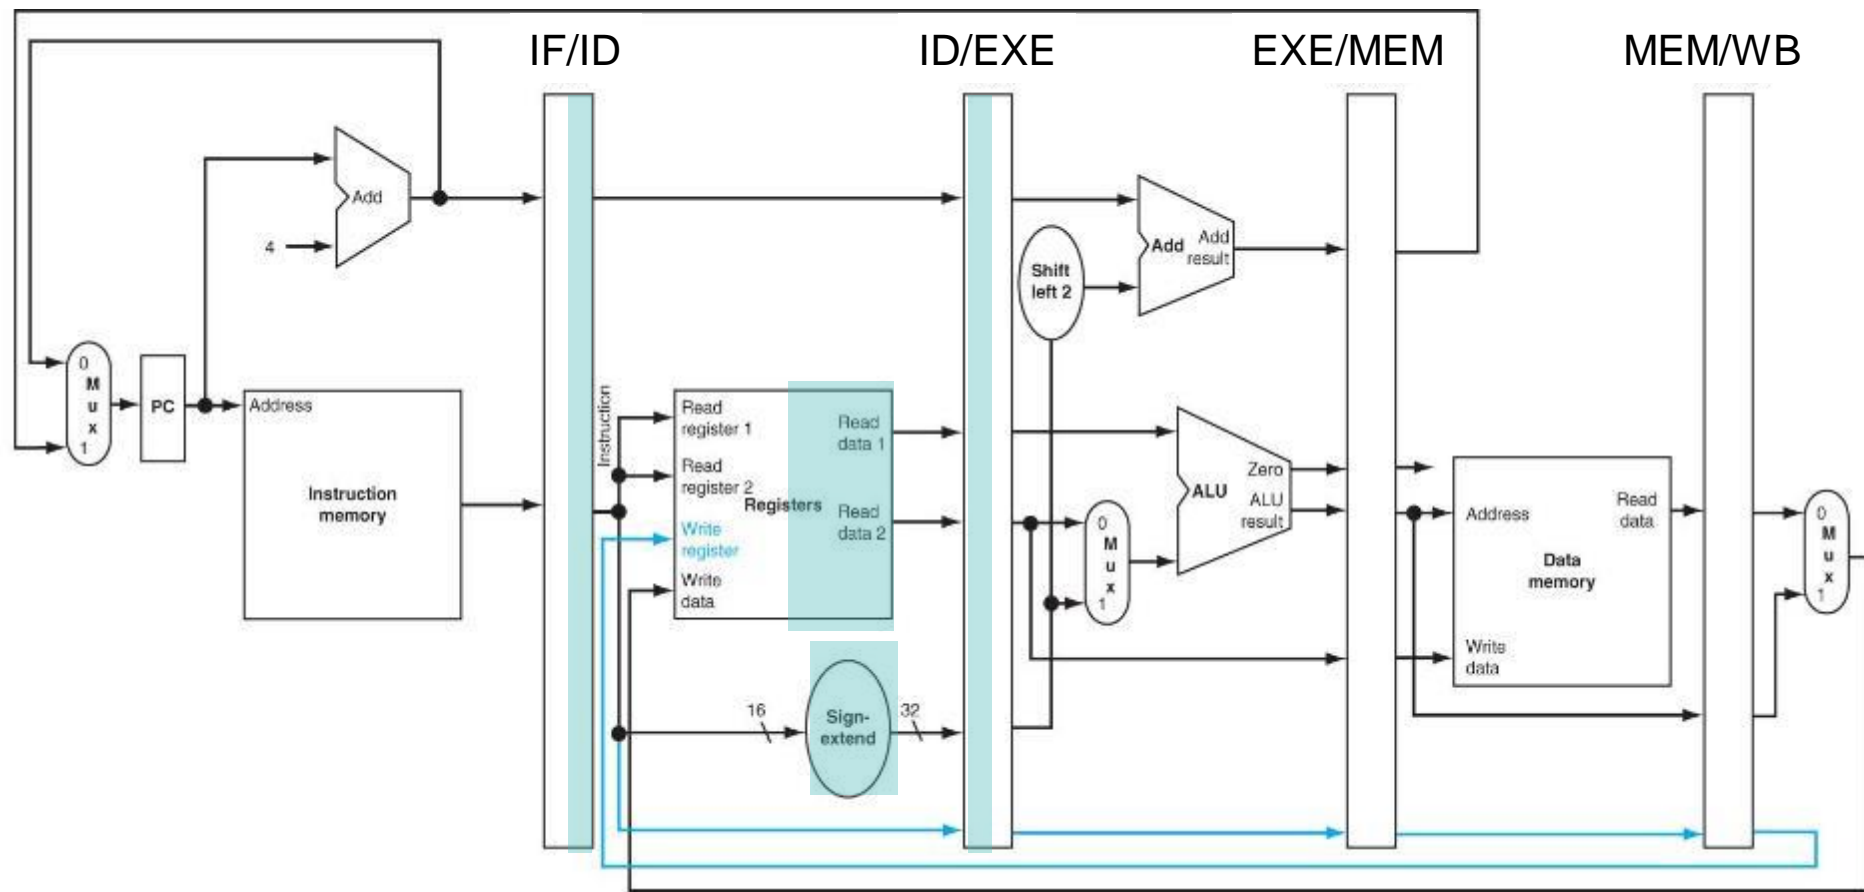 IF/ID
ID/EXE
EXE/MEM
MEM/WB
Add
4
0
M
u
x
1
PC
Address
Instruction
memory
Instruction
Read
register 1
Read
register 2
Write
register
Write
data
Registers
Read
data 1
Read
data 2
16
Sign-
extend
32
Shift
left 2
Add
Add
result
0
M
u
x
1
ALU
Zero
ALU
result
Address
Write
data
Data
memory
Read
data
0
M
u
x
1